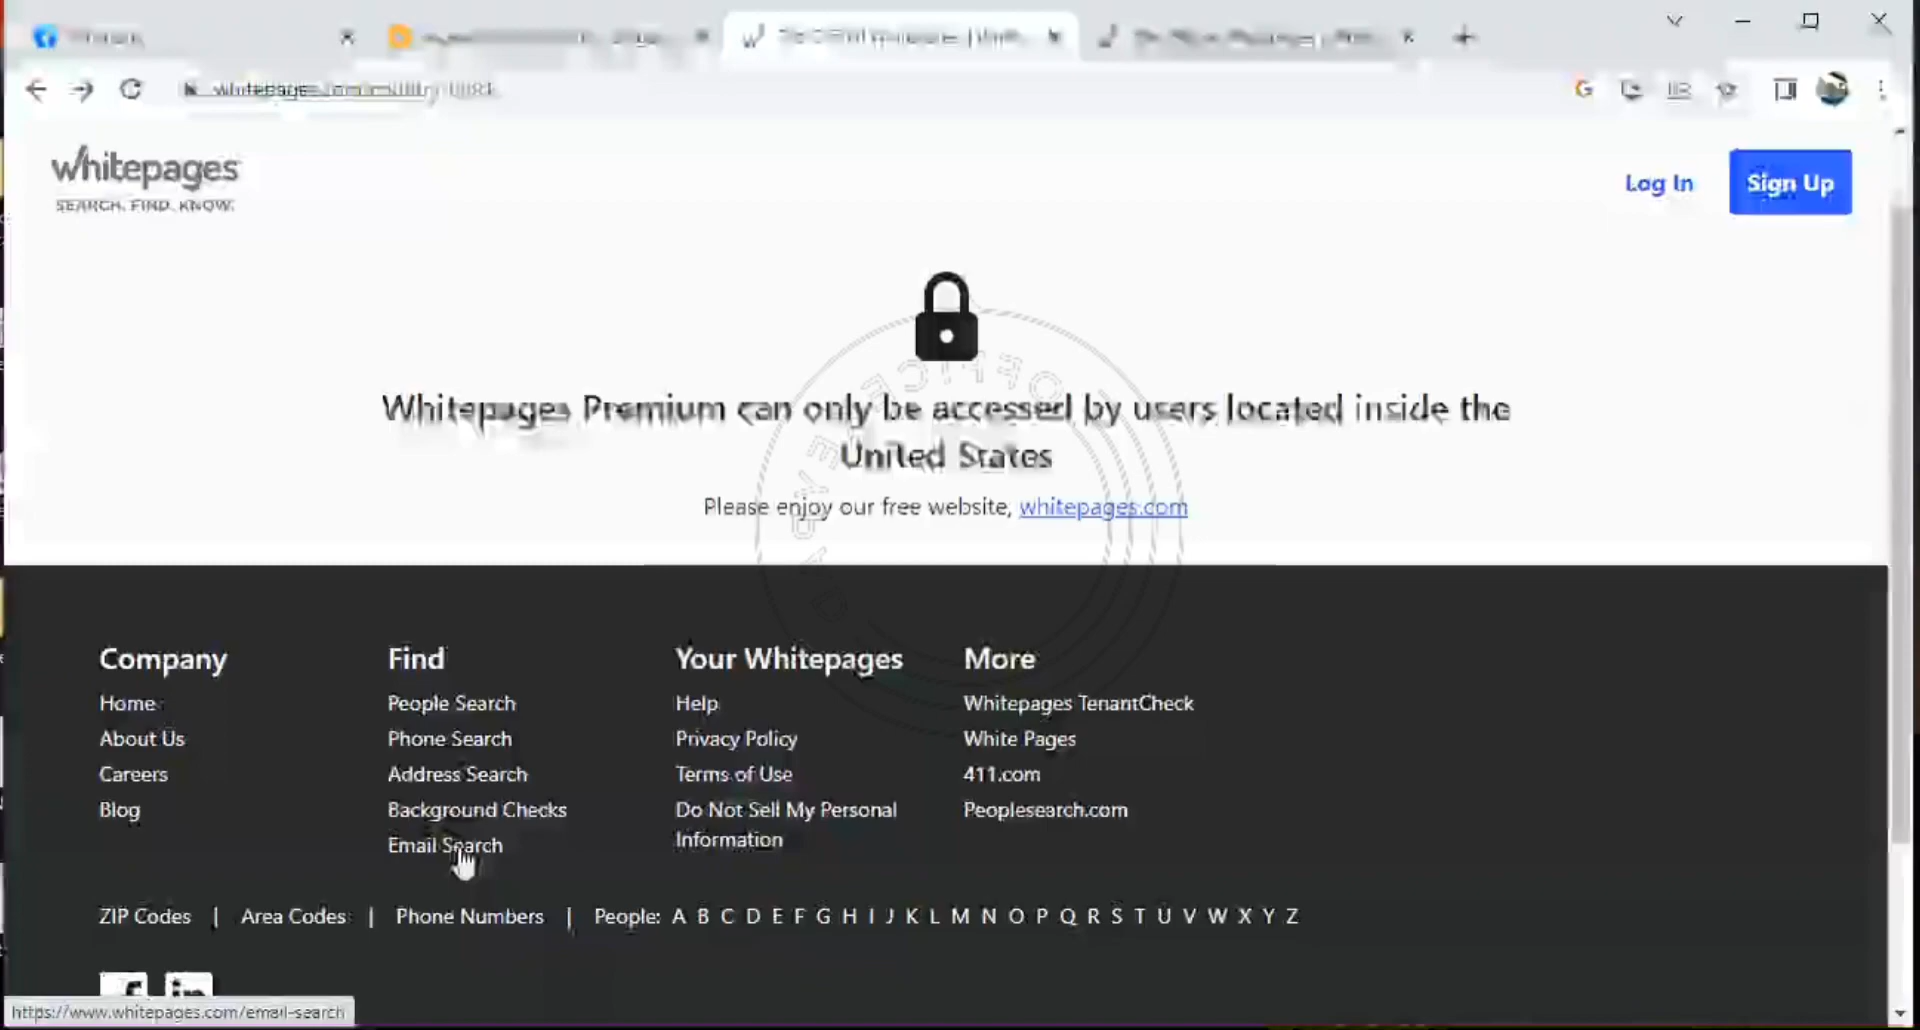 whitepages
SEARCH. FIND. KNOW.
Log In
Sign Up
OFFICE
Whitepages Premium can only be accessed by users located inside the
United States
Please enjoy our free website, whitepages.com
Company
Home
About Us
Careers
Blog
Find
People Search
Phone Search
Address Search
Background Checks
Email Search
Your Whitepages
Help
Privacy Policy
Terms of Use
Do Not Sell My Personal
Information
More
Whitepages TenantCheck
White Pages
411.com
Peoplesearch.com
ZIP Codes | Area Codes | Phone Numbers | People: A B C D E F G H I J K L M N O P Q R S T U V W X Y Z
https://www.whitepages.com/email-search